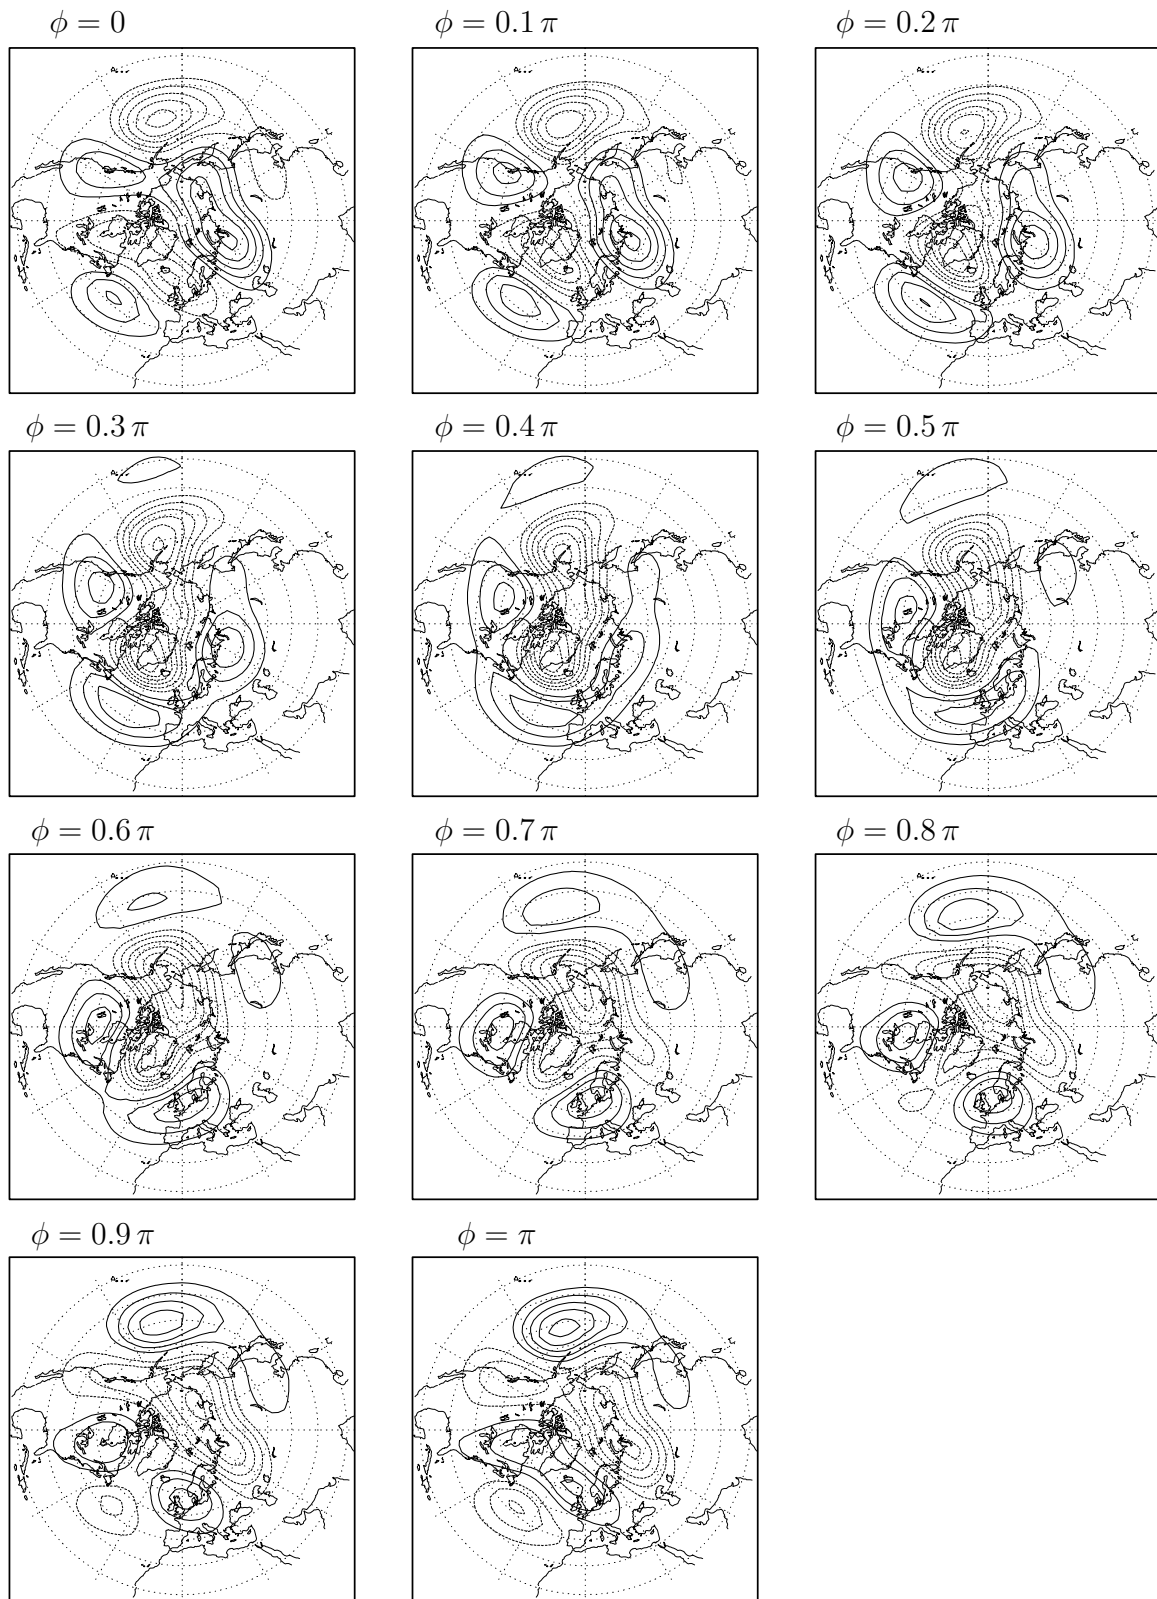 ϕ = 0
ϕ = 0.1 π
ϕ = 0.2 π
ϕ = 0.3 π
ϕ = 0.4 π
ϕ = 0.5 π
ϕ = 0.6 π
ϕ = 0.7 π
ϕ = 0.8 π
ϕ = 0.9 π
ϕ = π